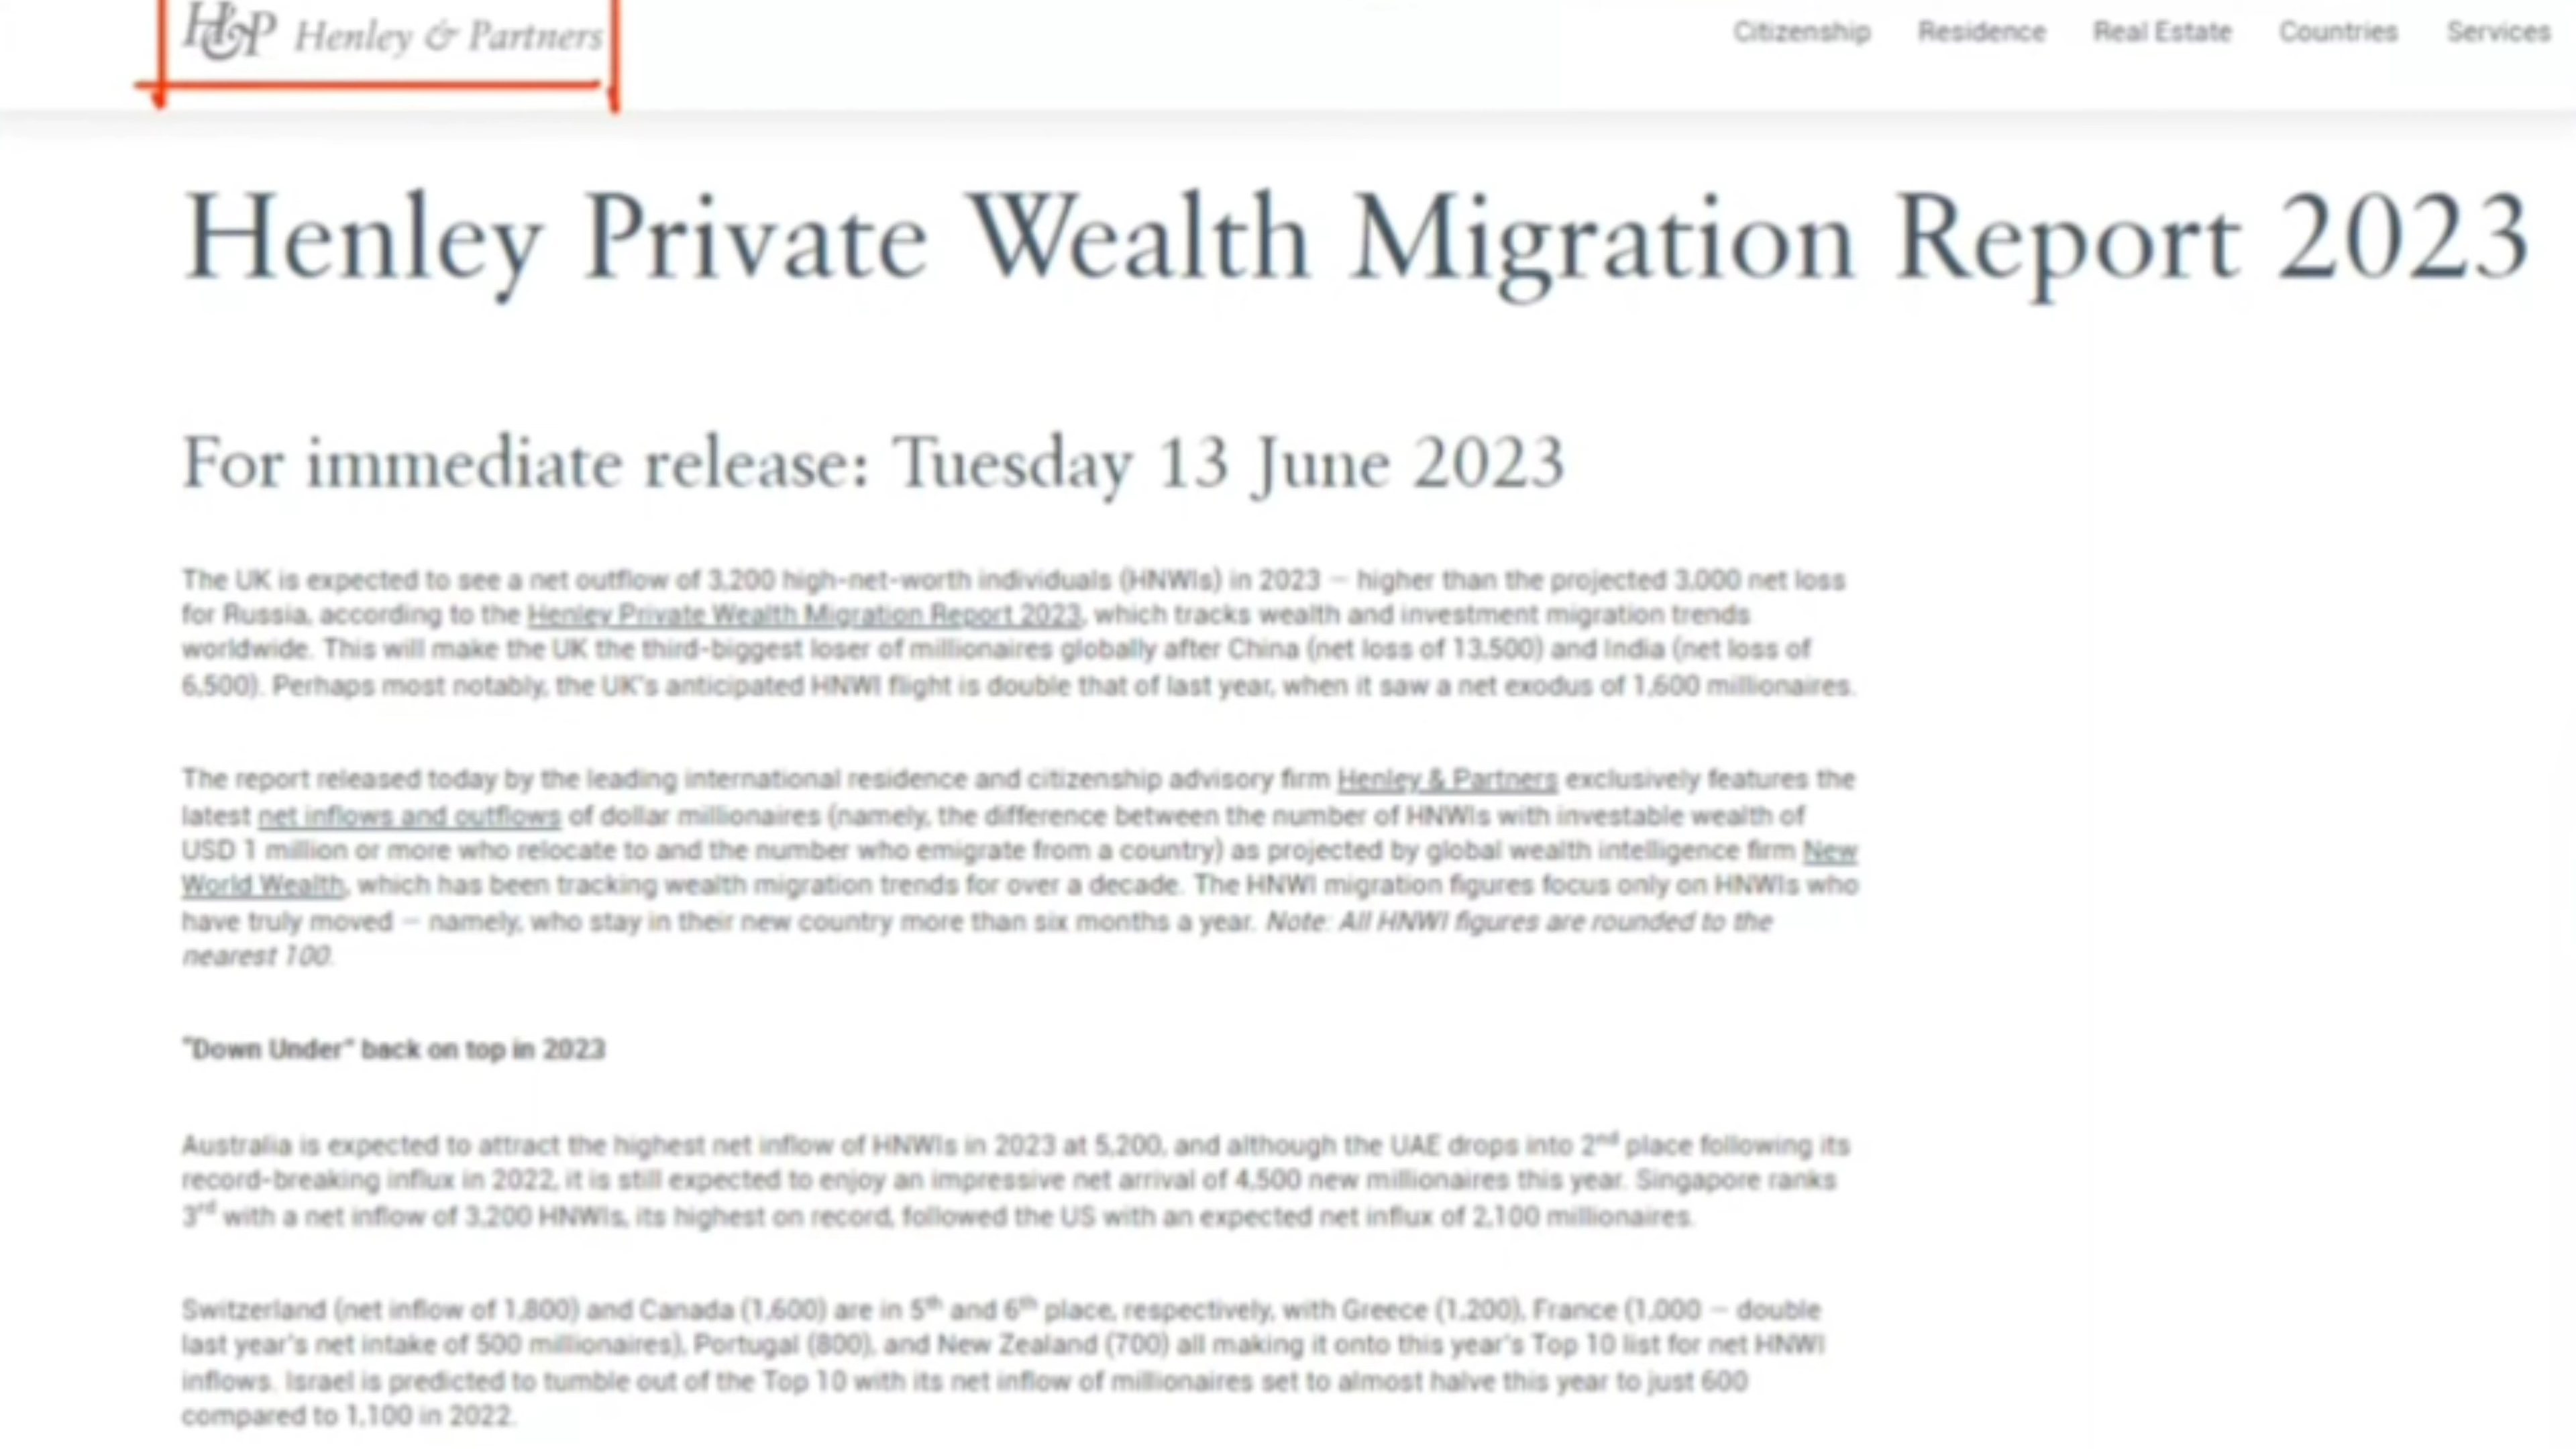 H&P Henley & Partners
Citizenship Residence Real Estate Countries Services
Henley Private Wealth Migration Report 2023
For immediate release: Tuesday 13 June 2023
The UK is expected to see a net outflow of 3,200 high-net-worth individuals (HNWIs) in 2023 — higher than the projected 3,000 net loss
for Russia, according to the Henley Private Wealth Migration Report 2023, which tracks wealth and investment migration trends
worldwide. This will make the UK the third-biggest loser of millionaires globally after China (net loss of 13,500) and India (net loss of
6,500). Perhaps most notably, the UK's anticipated HNWI flight is double that of last year, when it saw a net exodus of 1,600 millionaires.
The report released today by the leading international residence and citizenship advisory firm Henley & Partners exclusively features the
latest net inflows and outflows of dollar millionaires (namely, the difference between the number of HNWIs with investable wealth of
USD 1 million or more who relocate to and the number who emigrate from a country) as projected by global wealth intelligence firm New
World Wealth, which has been tracking wealth migration trends for over a decade. The HNWI migration figures focus only on HNWIs who
have truly moved — namely, who stay in their new country more than six months a year. Note: All HNWI figures are rounded to the
nearest 100.
"Down Under" back on top in 2023
Australia is expected to attract the highest net inflow of HNWIs in 2023 at 5,200, and although the UAE drops into 2nd place following its
record-breaking influx in 2022, it is still expected to enjoy an impressive net arrival of 4,500 new millionaires this year. Singapore ranks
3rd with a net inflow of 3,200 HNWIs, its highest on record, followed the US with an expected net influx of 2,100 millionaires.
Switzerland (net inflow of 1,800) and Canada (1,600) are in 5th and 6th place, respectively, with Greece (1,200), France (1,000 — double
last year's net intake of 500 millionaires), Portugal (800), and New Zealand (700) all making it onto this year's Top 10 list for net HNWI
inflows. Israel is predicted to tumble out of the Top 10 with its net inflow of millionaires set to almost halve this year to just 600
compared to 1,100 in 2022.